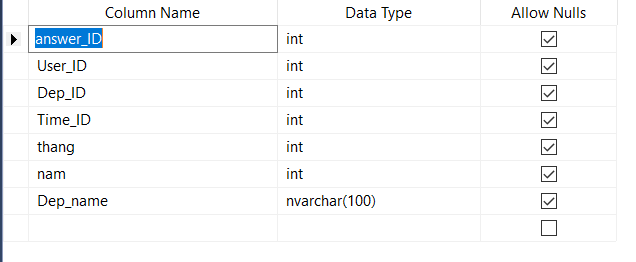 Column Name Data Type Allow Nulls
answer_ID int
User_ID int
Dep_ID int
Time_ID int
thang int
nam int
Dep_name nvarchar(100)